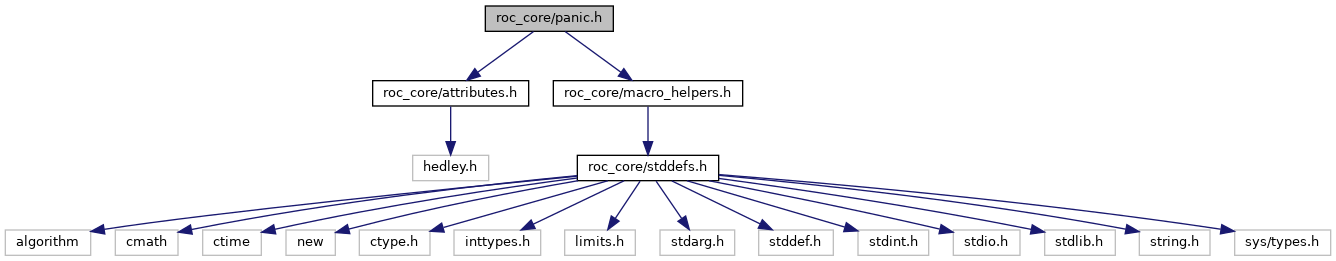 roc_core/panic.h
roc_core/attributes.h
roc_core/macro_helpers.h
hedley.h
roc_core/stddefs.h
algorithm
cmath
ctime
new
ctype.h
inttypes.h
limits.h
stdarg.h
stddef.h
stdint.h
stdio.h
stdlib.h
string.h
sys/types.h